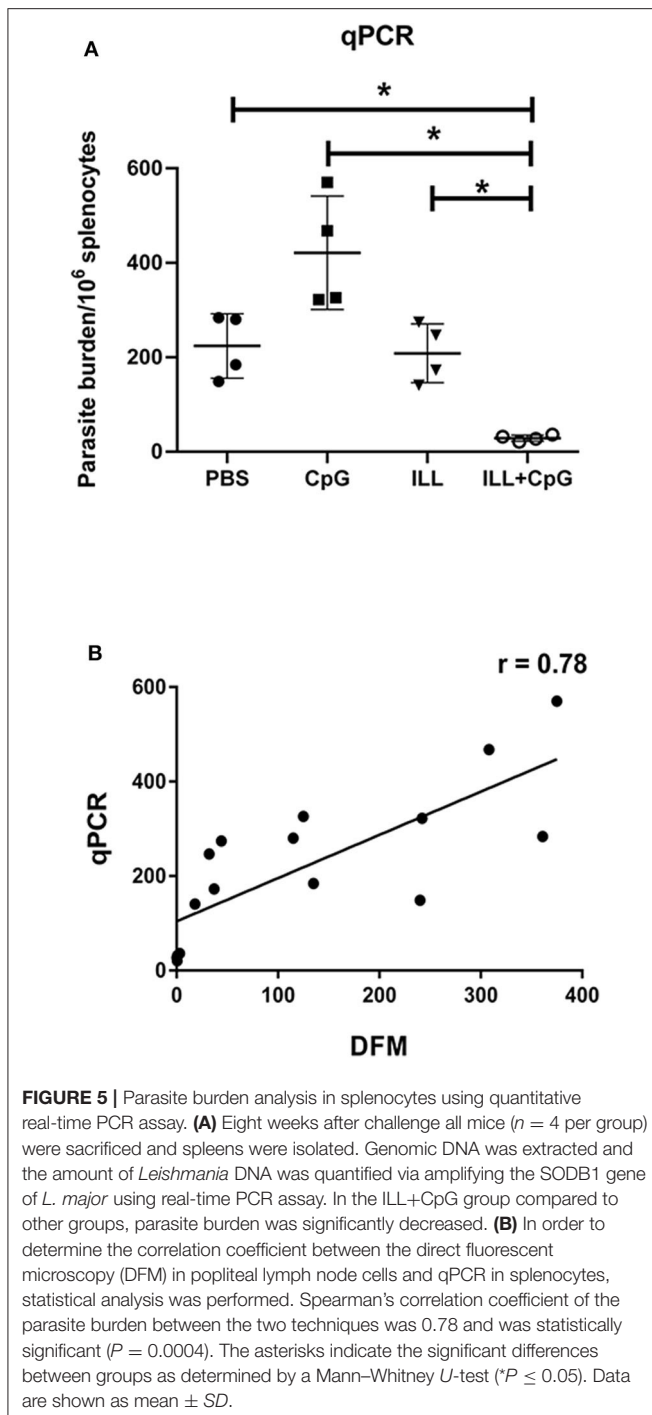 A
qPCR
*
*
*
Parasite burden/10⁶ splenocytes
600
400
200
0
PBS CpG ILL ILL+CpG
B
r = 0.78
qPCR
600
400
200
0
0 100 200 300 400
DFM
FIGURE 5 | Parasite burden analysis in splenocytes using quantitative
real-time PCR assay. (A) Eight weeks after challenge all mice (n = 4 per group)
were sacrificed and spleens were isolated. Genomic DNA was extracted and
the amount of Leishmania DNA was quantified via amplifying the SODB1 gene
of L. major using real-time PCR assay. In the ILL+CpG group compared to
other groups, parasite burden was significantly decreased. (B) In order to
determine the correlation coefficient between the direct fluorescent
microscopy (DFM) in popliteal lymph node cells and qPCR in splenocytes,
statistical analysis was performed. Spearman's correlation coefficient of the
parasite burden between the two techniques was 0.78 and was statistically
significant (P = 0.0004). The asterisks indicate the significant differences
between groups as determined by a Mann–Whitney U-test (*P ≤ 0.05). Data
are shown as mean ± SD.